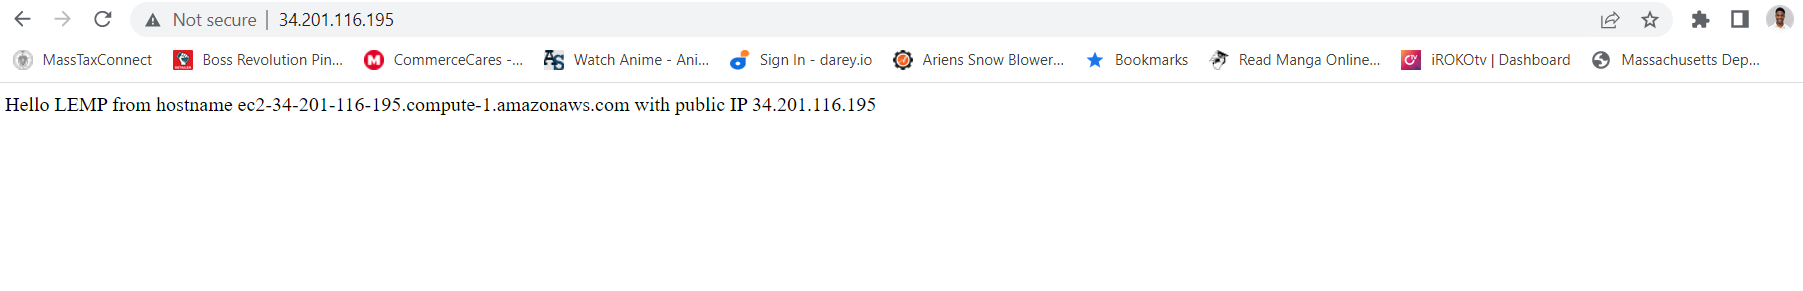 Not secure | 34.201.116.195
MassTaxConnect Boss Revolution Pin... M CommerceCares -... AS Watch Anime - Ani... Sign In - darey.io Ariens Snow Blower... Bookmarks Read Manga Online... iROKOtv | Dashboard Massachusetts Dep...
Hello LEMP from hostname ec2-34-201-116-195.compute-1.amazonaws.com with public IP 34.201.116.195